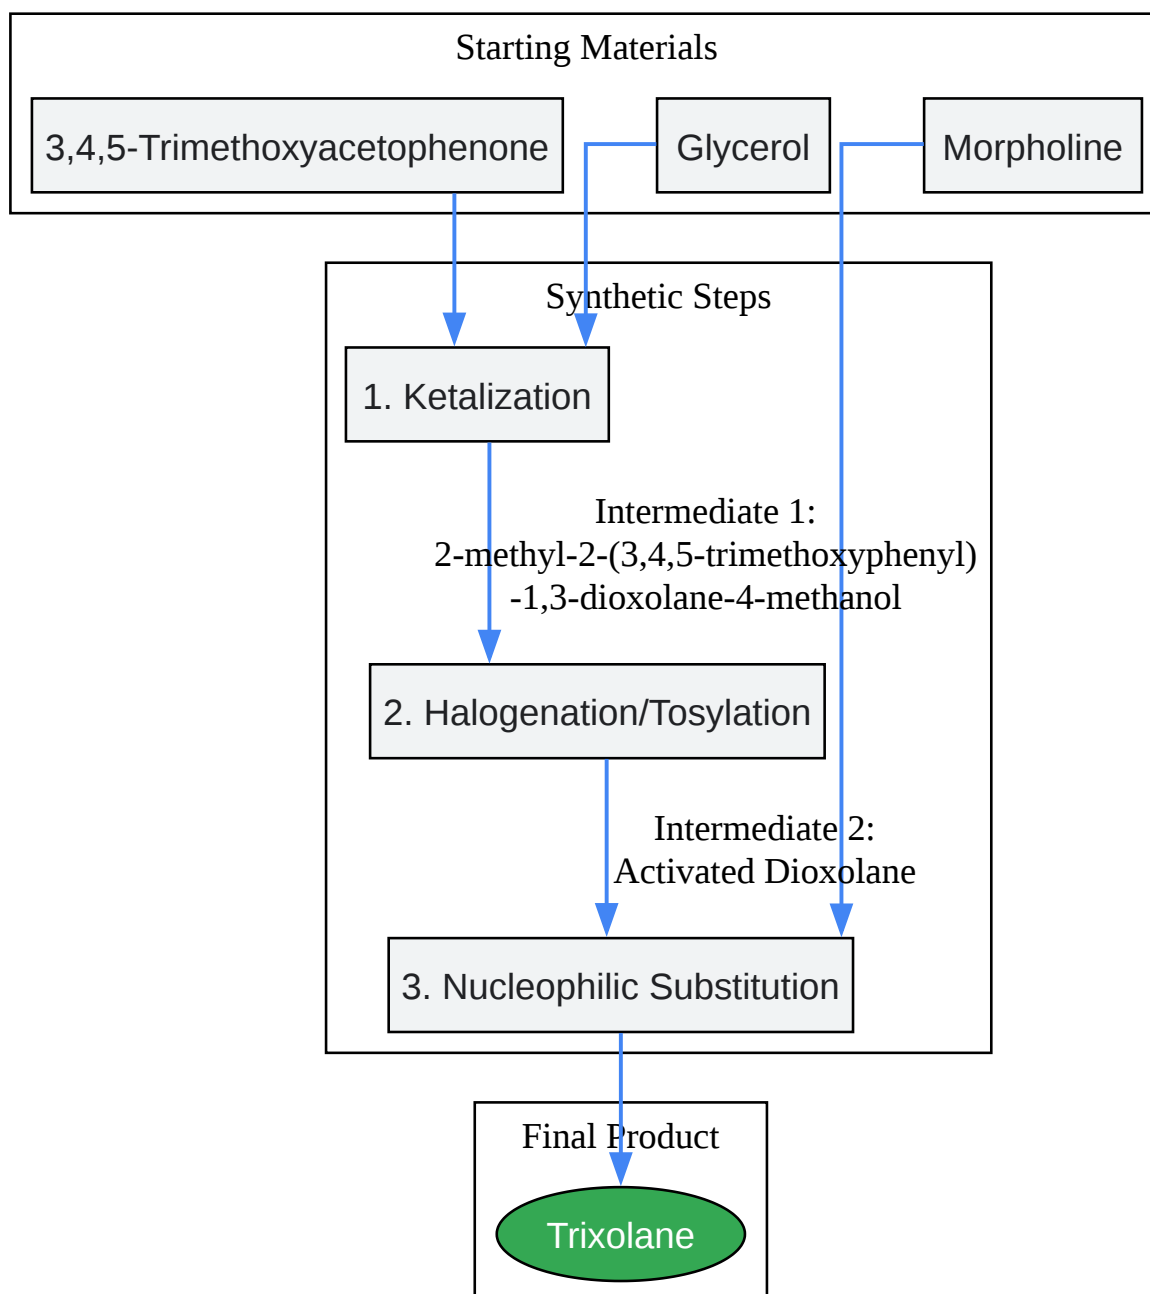 Starting Materials
3,4,5-Trimethoxyacetophenone
Glycerol
Morpholine
Synthetic Steps
1. Ketalization
Intermediate 1:
2-methyl-2-(3,4,5-trimethoxyphenyl)
-1,3-dioxolane-4-methanol
2. Halogenation/Tosylation
Intermediate 2:
Activated Dioxolane
3. Nucleophilic Substitution
Final Product
Trixolane